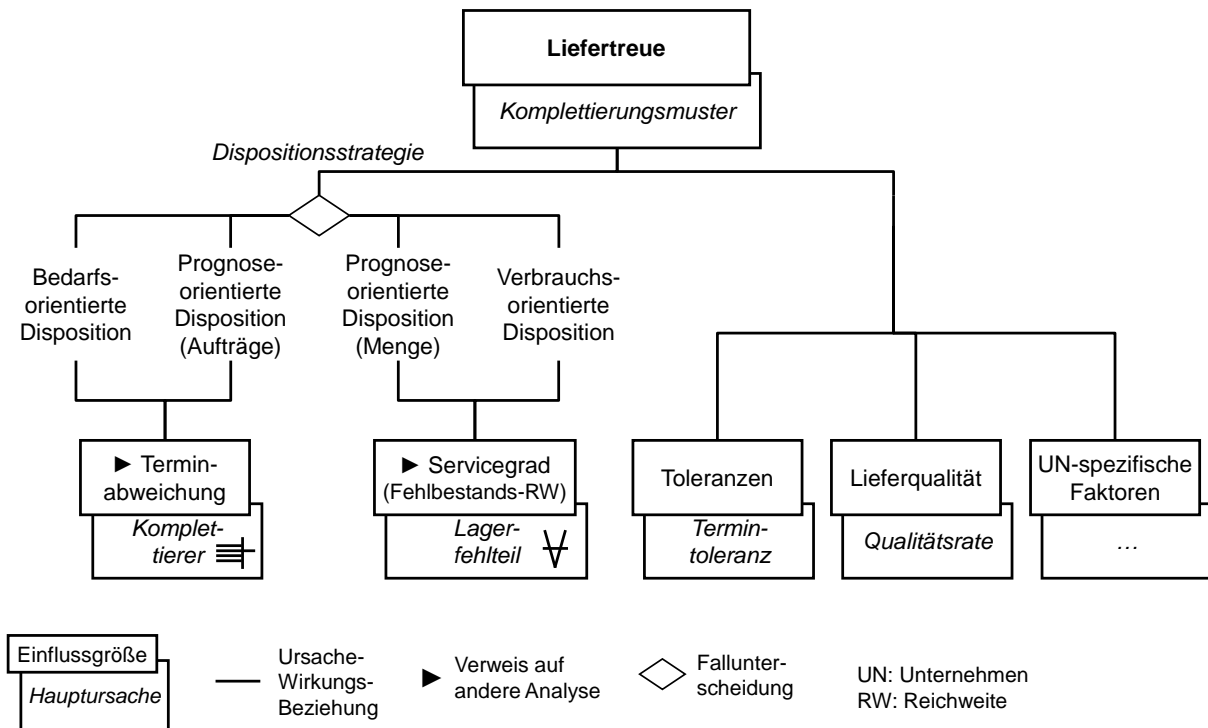 Liefertreue
Komplettierungsmuster
Dispositionsstrategie
Bedarfs-
orientierte
Disposition
Prognose-
orientierte
Disposition
(Aufträge)
Prognose-
orientierte
Disposition
(Menge)
Verbrauchs-
orientierte
Disposition
► Termin-
abweichung
Komplet-
tierer
► Servicegrad
(Fehlbestands-RW)
Lager-
fehlteil
Toleranzen
Termin-
toleranz
Lieferqualität
Qualitätsrate
UN-spezifische
Faktoren
…
Einflussgröße
Hauptursache
Ursache-
Wirkungs-
Beziehung
Verweis auf
andere Analyse
Fallunter-
scheidung
UN: Unternehmen
RW: Reichweite